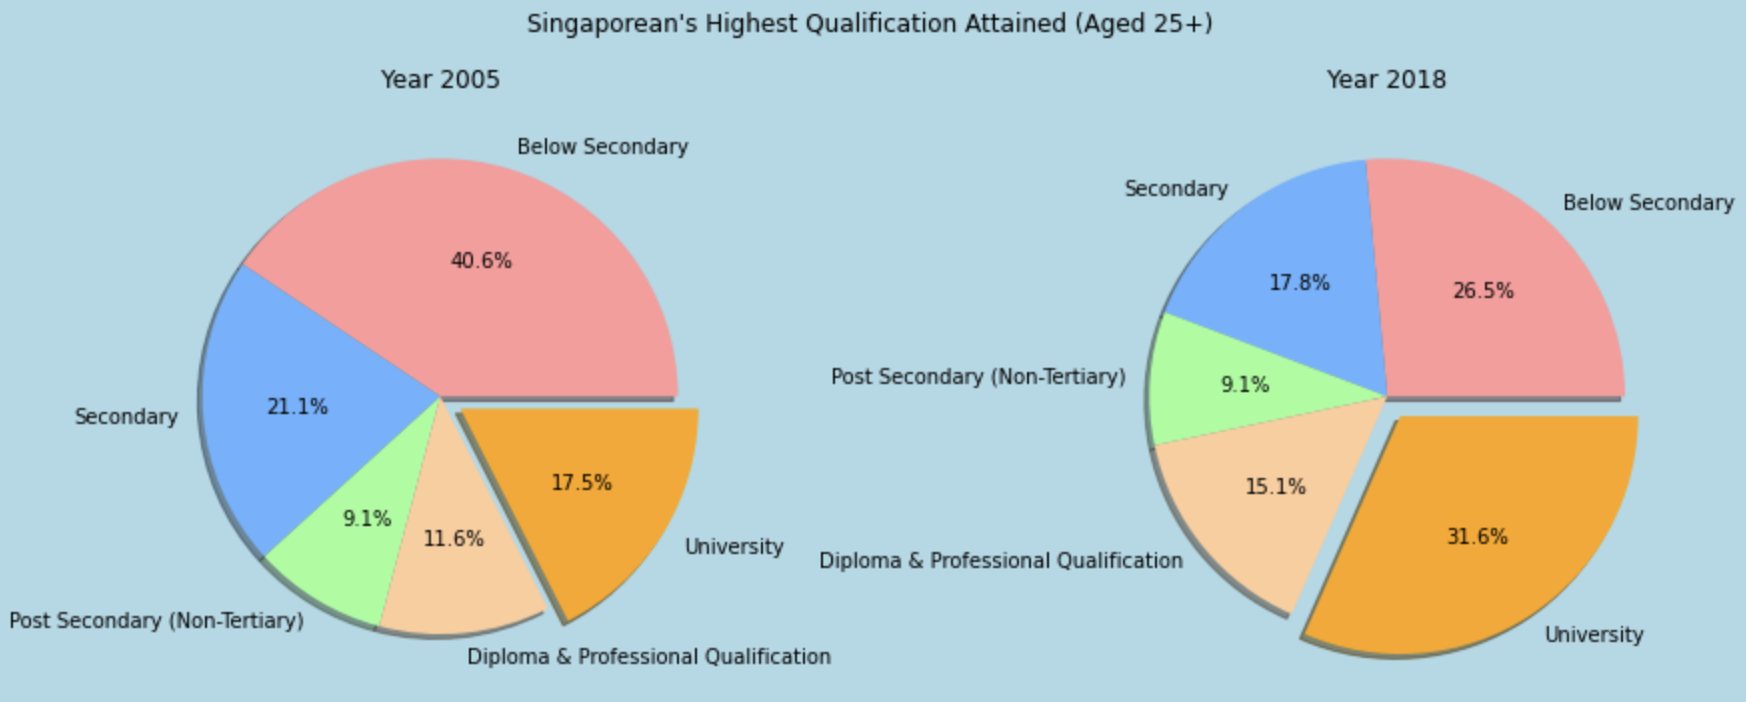 Singaporean's Highest Qualification Attained (Aged 25+)
Year 2005
Below Secondary
40.6%
Secondary
21.1%
Post Secondary (Non-Tertiary)
9.1%
Diploma & Professional Qualification
11.6%
University
17.5%
Year 2018
Below Secondary
26.5%
Secondary
17.8%
Post Secondary (Non-Tertiary)
9.1%
Diploma & Professional Qualification
15.1%
University
31.6%